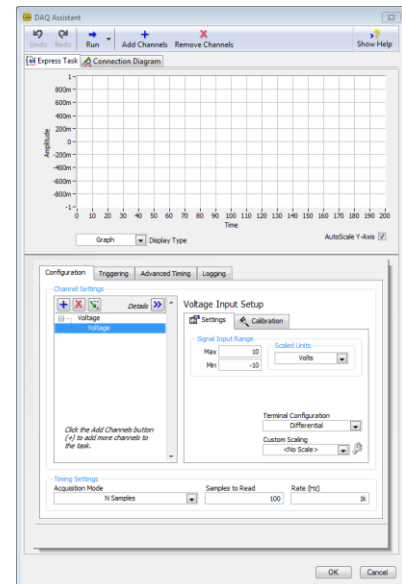 DAQ Assistant
Undo Redo Run Add Channels Remove Channels Show Help
Express Task Connection Diagram
1
800m
600m
400m
200m
0
-200m
-400m
-600m
-800m
-1
Amplitude
0 10 20 30 40 50 60 70 80 90 100 110 120 130 140 150 160 170 180 190 200
Time
Graph Display Type AutoScale Y-Axis
Configuration Triggering Advanced Timing Logging
Channel Settings
Details
Voltage
Voltage
Click the Add Channels button
(+) to add more channels to
the task.
Voltage Input Setup
Settings Calibration
Signal Input Range
Max 10
Min -10
Scaled Units
Volts
Terminal Configuration
Differential
Custom Scaling
<No Scale>
Timing Settings
Acquisition Mode Samples to Read Rate (Hz)
N Samples 100 1k
OK Cancel